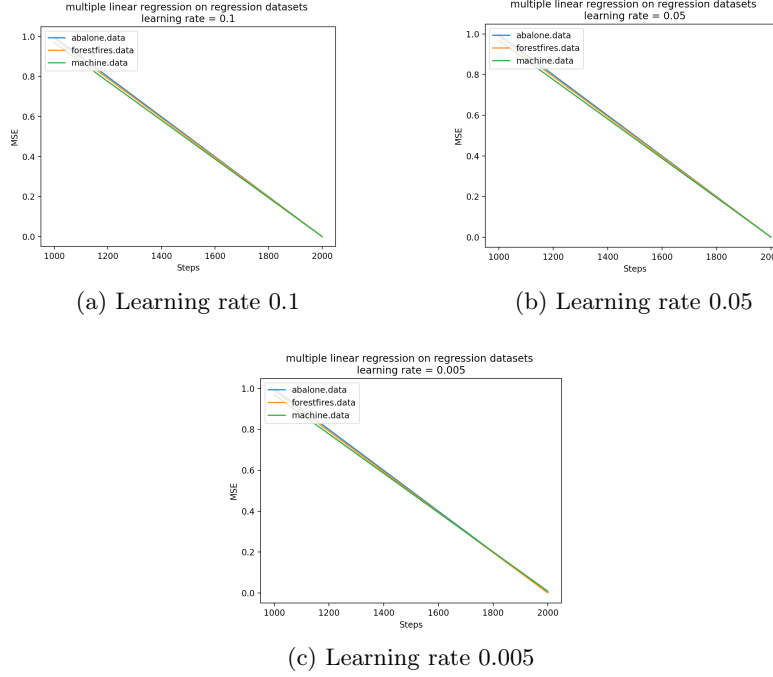 multiple linear regression on regression datasets
learning rate = 0.1
1.0
0.8
0.6
0.4
0.2
0.0
MSE
abalone.data
forestfires.data
machine.data
1000
1200
1400
1600
1800
2000
Steps
(a) Learning rate 0.1
multiple linear regression on regression datasets
learning rate = 0.05
1.0
0.8
0.6
0.4
0.2
0.0
MSE
abalone.data
forestfires.data
machine.data
1000
1200
1400
1600
1800
200
Steps
(b) Learning rate 0.05
multiple linear regression on regression datasets
learning rate = 0.005
1.0
0.8
0.6
0.4
0.2
0.0
MSE
abalone.data
forestfires.data
machine.data
1000
1200
1400
1600
1800
2000
Steps
(c) Learning rate 0.005